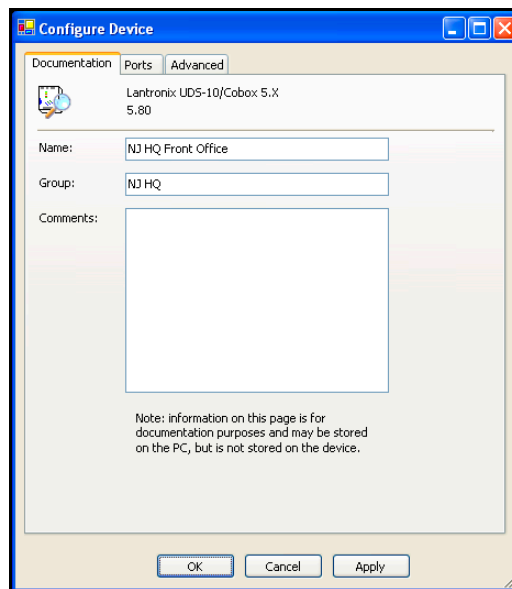 Configure Device
Documentation Ports Advanced
Lantronix UDS-10/Cobox 5.X
5.80
Name: NJ HQ Front Office
Group: NJ HQ
Comments:
Note: information on this page is for
documentation purposes and may be stored
on the PC, but is not stored on the device.
OK Cancel Apply